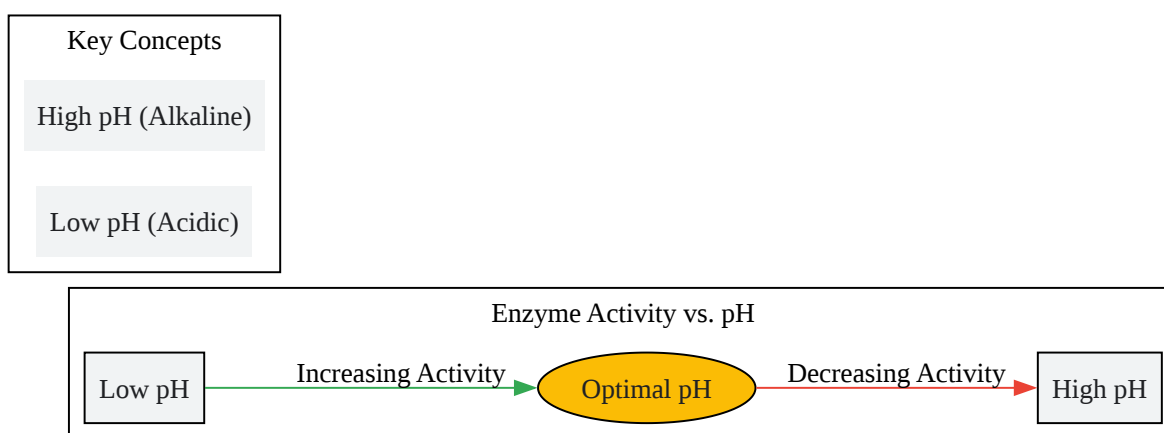 Key Concepts
High pH (Alkaline)
Low pH (Acidic)
Enzyme Activity vs. pH
Low pH
Increasing Activity
Optimal pH
Decreasing Activity
High pH